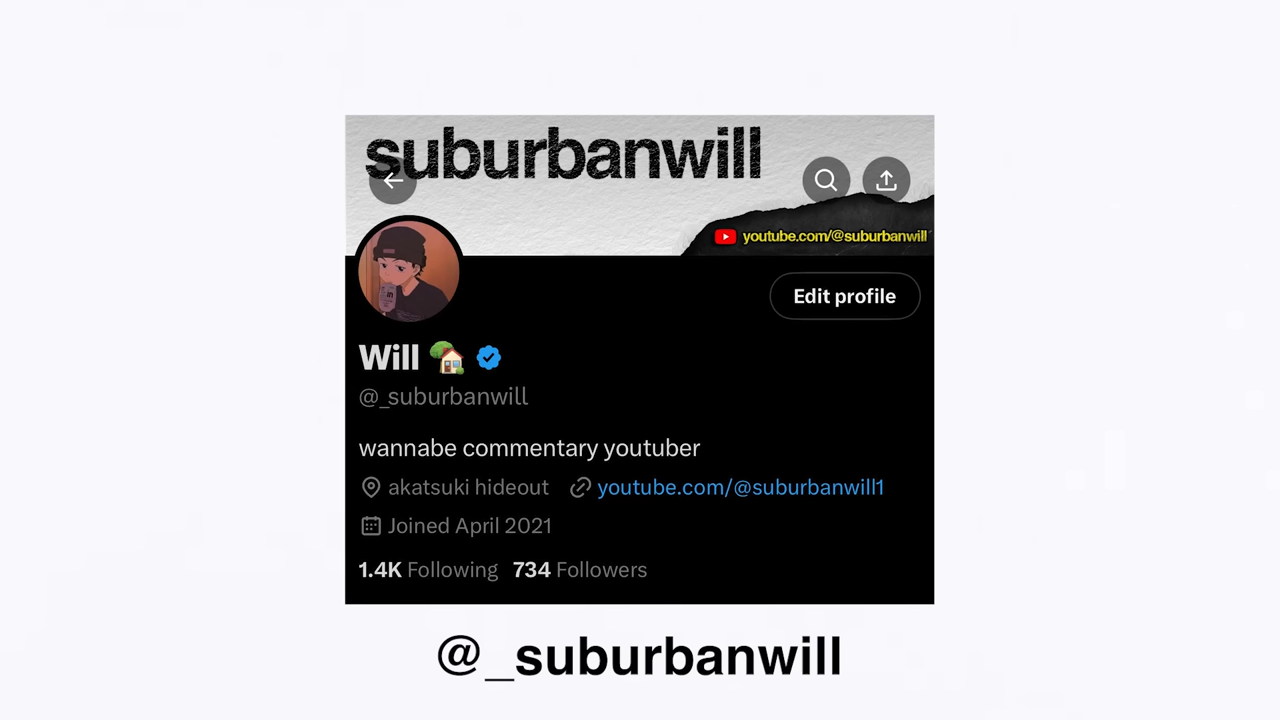 suburbanwill
youtube.com/@suburbanwill
in
Edit profile
Will
@_suburbanwill
wannabe commentary youtuber
akatsuki hideout youtube.com/@suburbanwill1
Joined April 2021
1.4K Following 734 Followers
@_suburbanwill